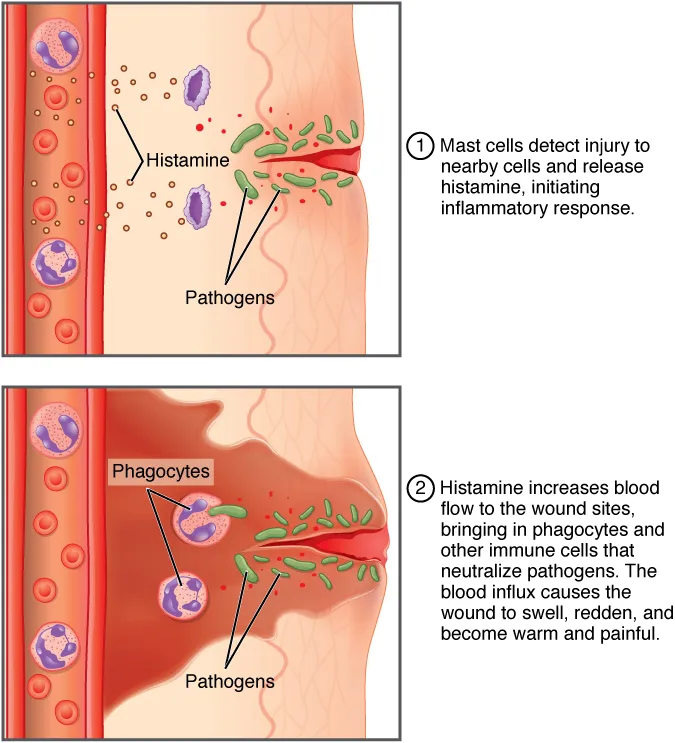 Histamine
Pathogens
1 Mast cells detect injury to
nearby cells and release
histamine, initiating
inflammatory response.
Phagocytes
Pathogens
2 Histamine increases blood
flow to the wound sites,
bringing in phagocytes and
other immune cells that
neutralize pathogens. The
blood influx causes the
wound to swell, redden, and
become warm and painful.